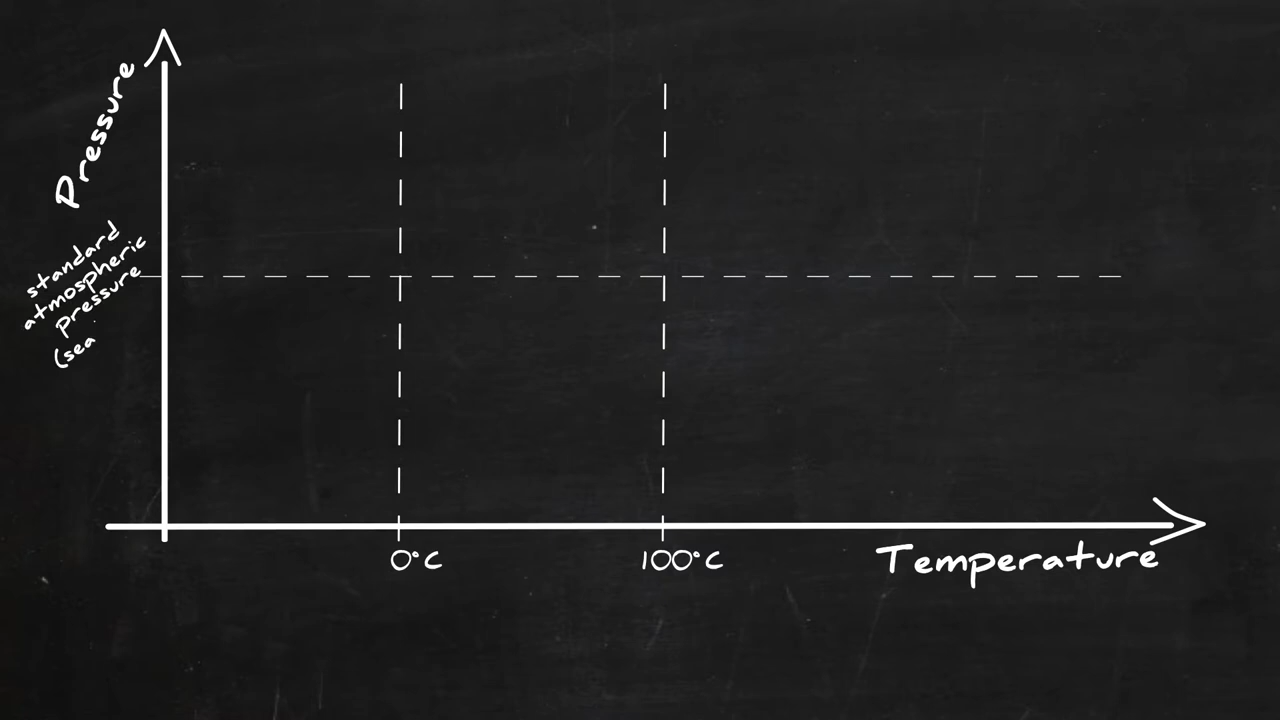 Pressure
standard
atmospheric
pressure
(sea
0°C
100°C
Temperature